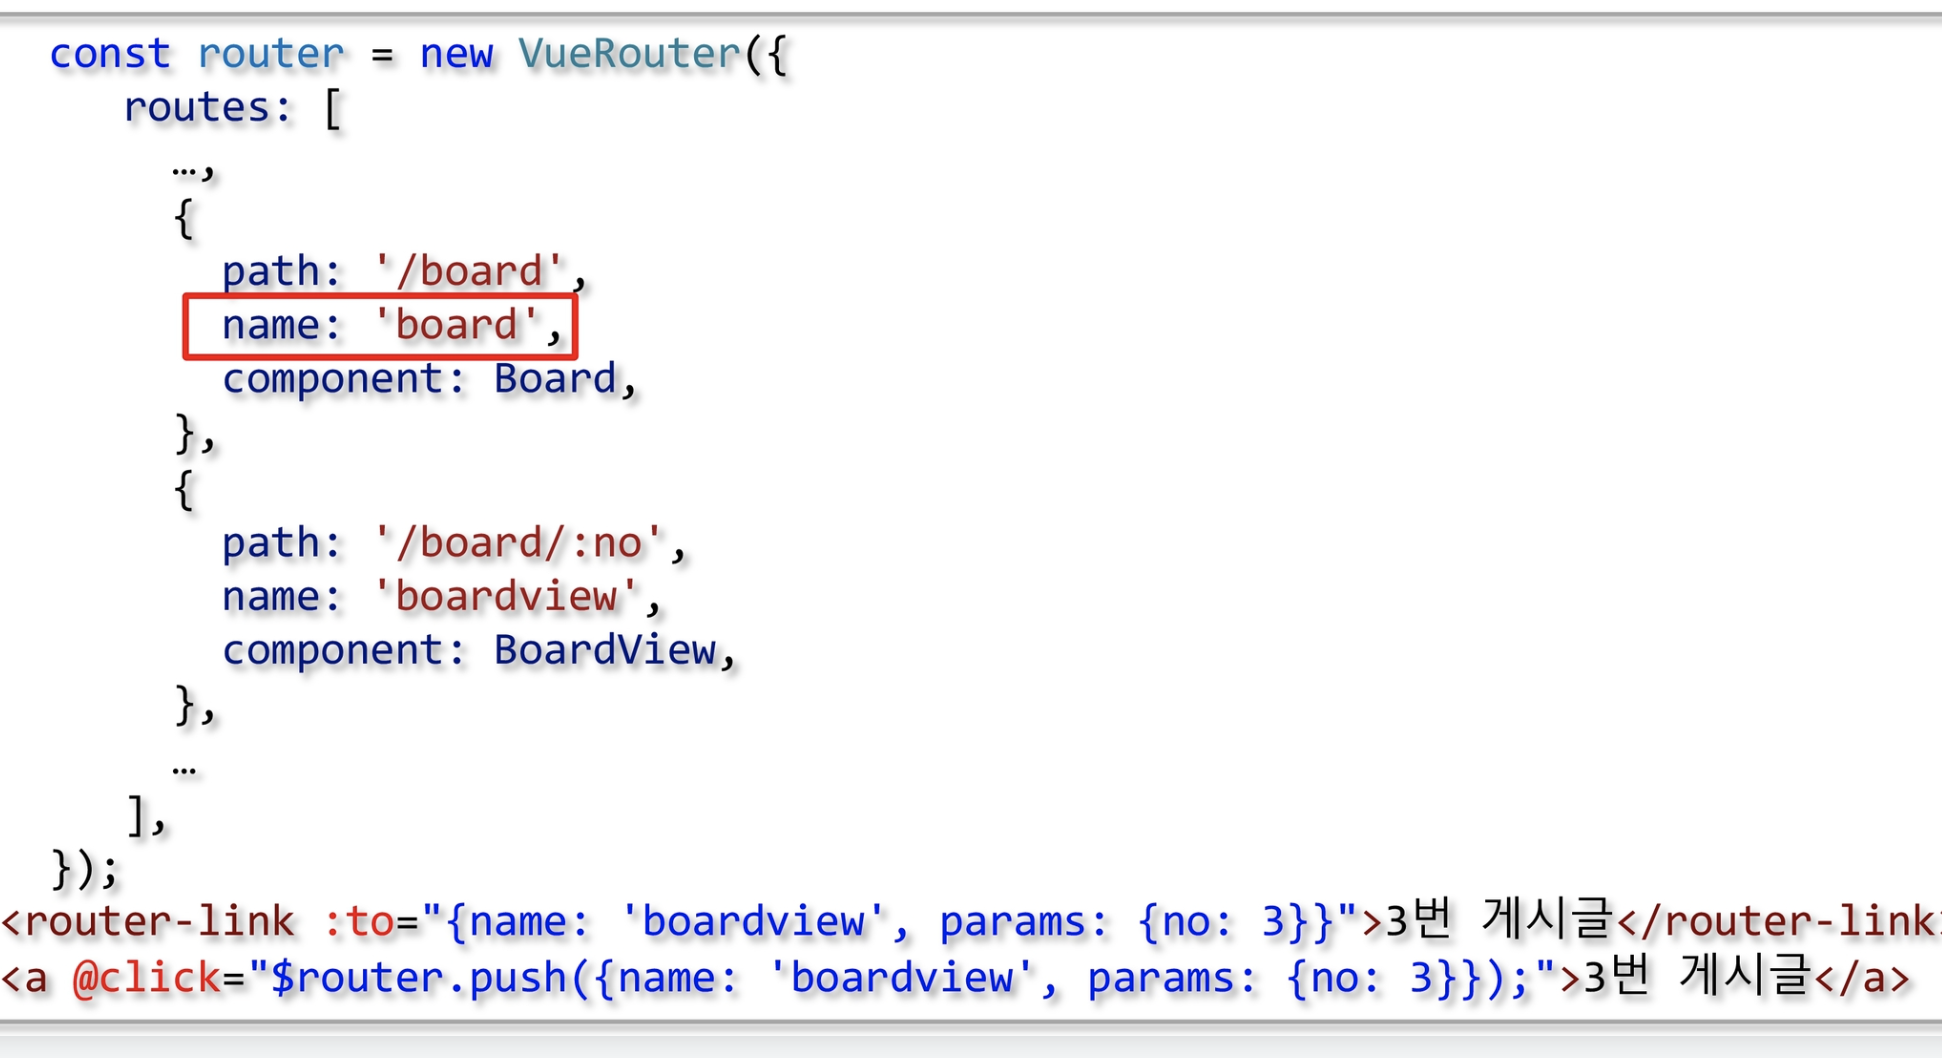 const router = new VueRouter({
routes: [
…,
{
path: '/board',
name: 'board',
component: Board,
},
{
path: '/board/:no',
name: 'boardview',
component: BoardView,
},
…
],
});
<router-link :to="{name: 'boardview', params: {no: 3}}">3번 게시글</router-link>
<a @click="$router.push({name: 'boardview', params: {no: 3}});">3번 게시글</a>